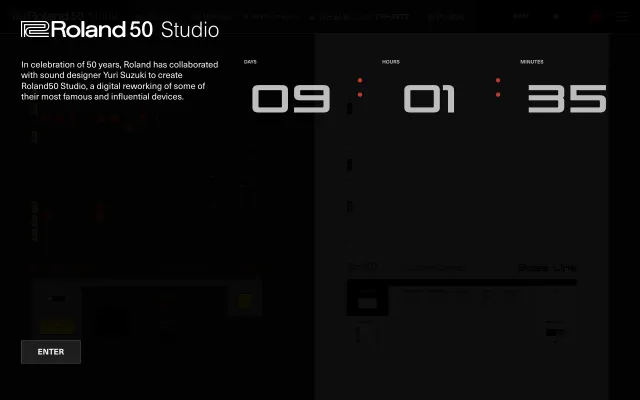 Roland 50 Studio
In celebration of 50 years, Roland has collaborated
with sound designer Yuri Suzuki to create
Roland50 Studio, a digital reworking of some of
their most famous and influential devices.
DAYS HOURS MINUTES
09 : 01 : 35
Bass Line
ENTER